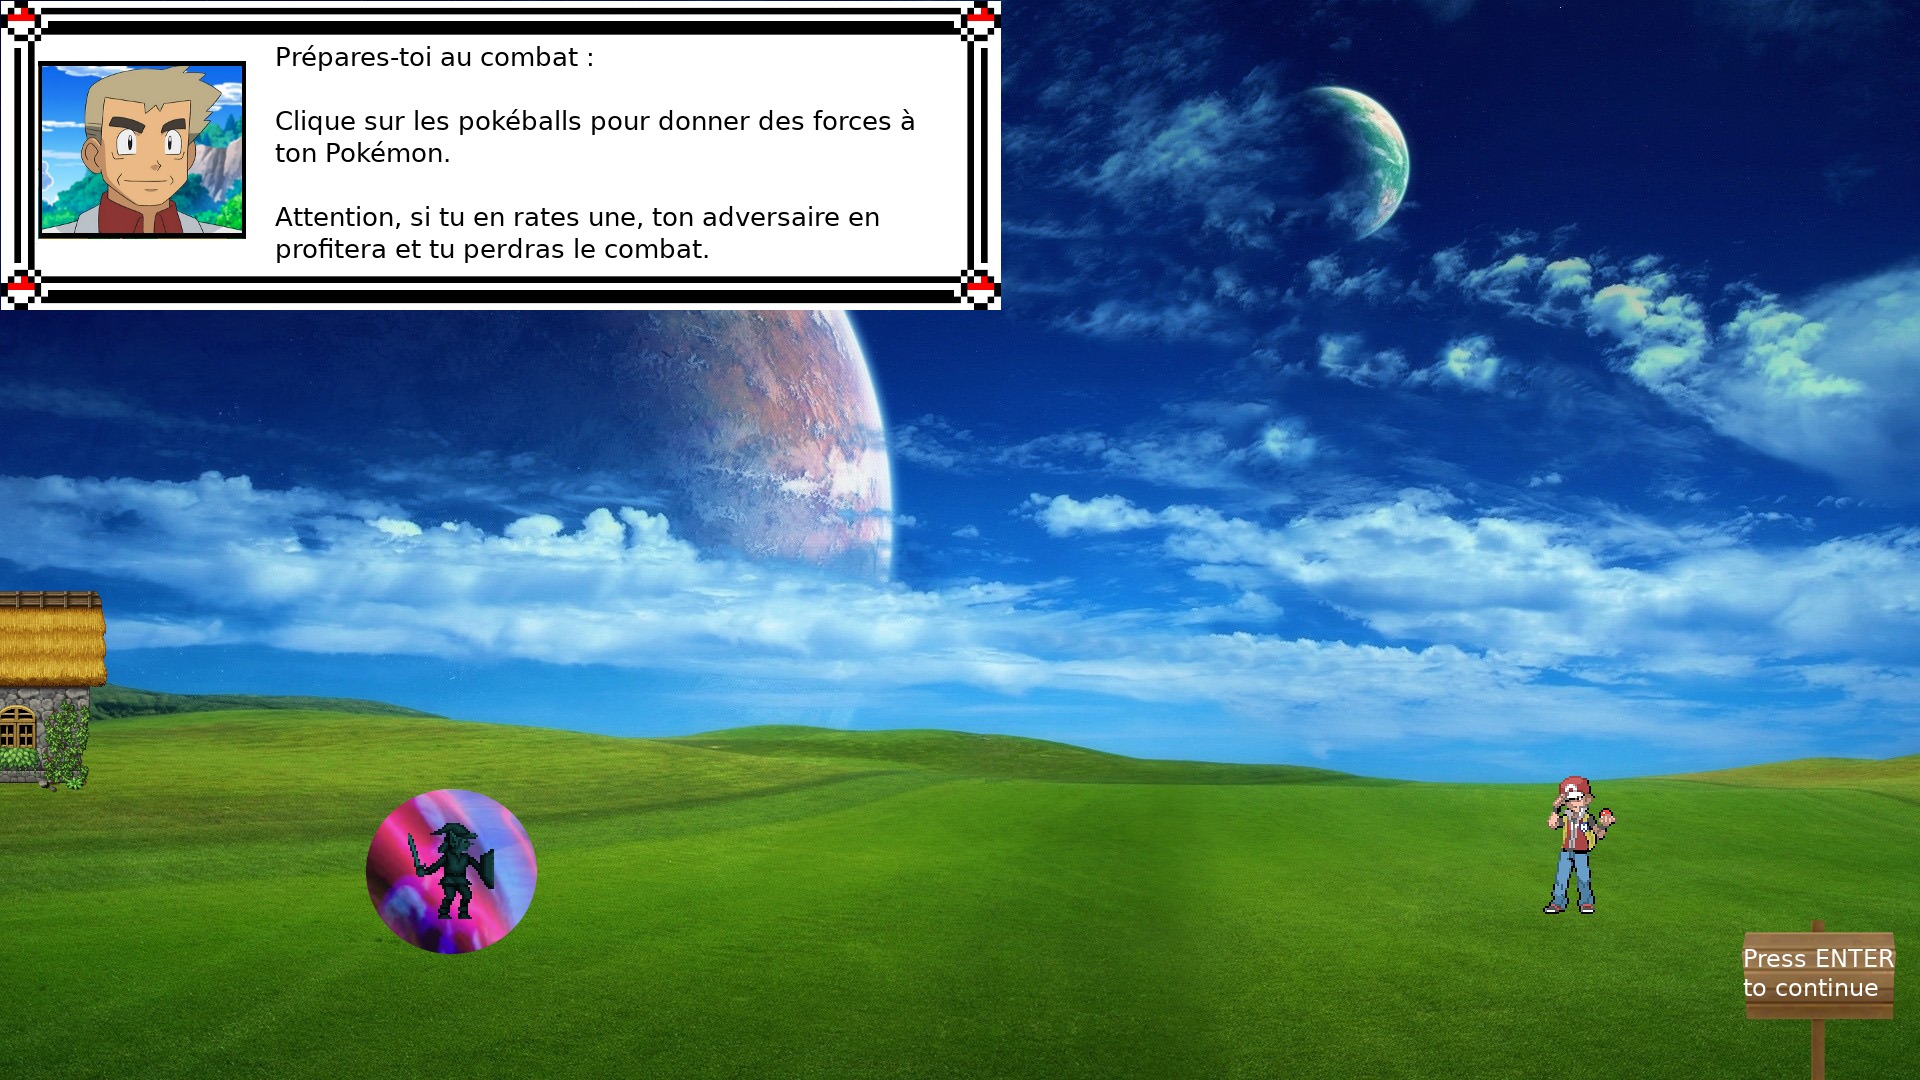 Prépares-toi au combat :
Clique sur les pokéballs pour donner des forces à
ton Pokémon.
Attention, si tu en rates une, ton adversaire en
profitera et tu perdras le combat.
Press ENTER
to continue